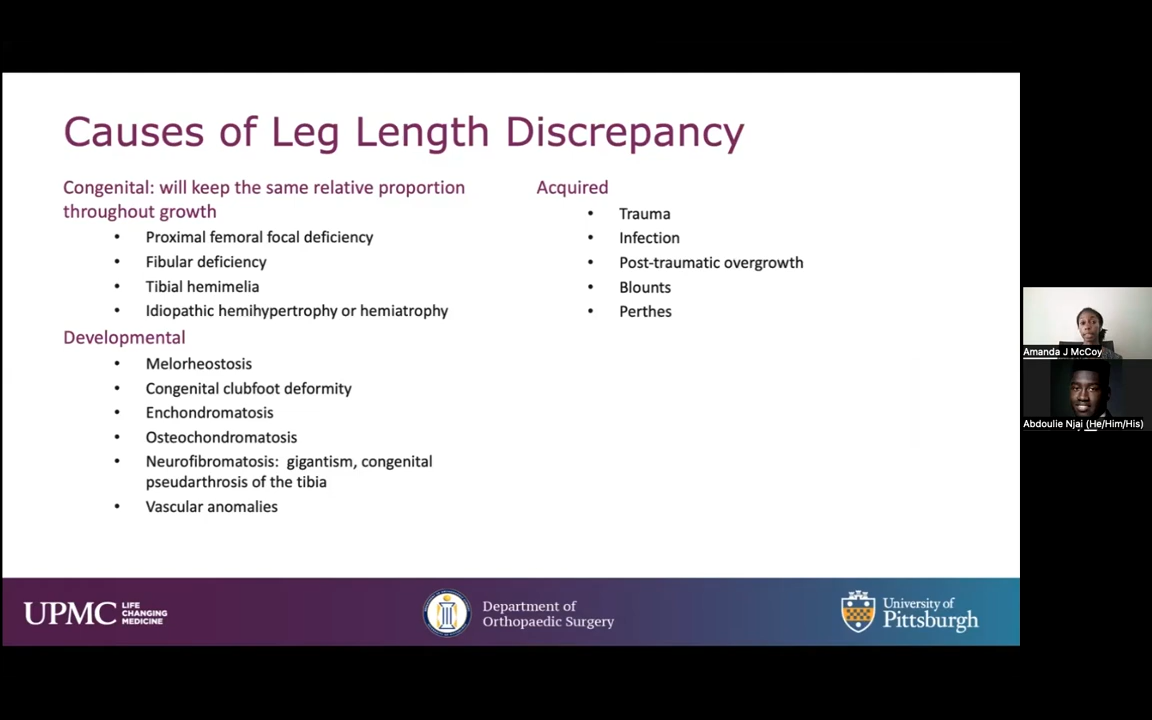 Causes of Leg Length Discrepancy
Congenital: will keep the same relative proportion
throughout growth
• Proximal femoral focal deficiency
• Fibular deficiency
• Tibial hemimelia
• Idiopathic hemihypertrophy or hemiatrophy
Developmental
• Melorheostosis
• Congenital clubfoot deformity
• Enchondromatosis
• Osteochondromatosis
• Neurofibromatosis: gigantism, congenital
pseudarthrosis of the tibia
• Vascular anomalies
Acquired
• Trauma
• Infection
• Post-traumatic overgrowth
• Blounts
• Perthes
Amanda J McCoy
Abdoulie Njai (He/Him/His)
UPMC
LIFE
CHANGING
MEDICINE
Department of
Orthopaedic Surgery
University of
Pittsburgh